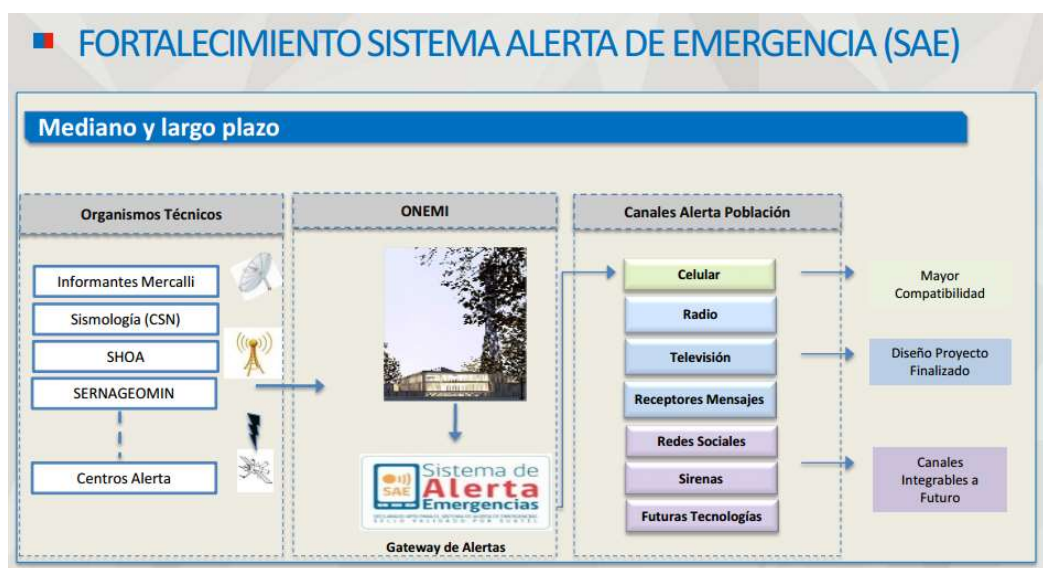 FORTALECIMIENTO SISTEMA ALERTA DE EMERGENCIA (SAE)
Mediano y largo plazo
Organismos Técnicos
Informantes Mercalli
Sismología (CSN)
SHOA
SERNAGEOMIN
Centros Alerta
ONEMI
Sistema de
Alerta
Emergencias
SAE
Gateway de Alertas
Canales Alerta Población
Celular
Radio
Televisión
Receptores Mensajes
Redes Sociales
Sirenas
Futuras Tecnologías
Mayor
Compatibilidad
Diseño Proyecto
Finalizado
Canales
Integrables a
Futuro